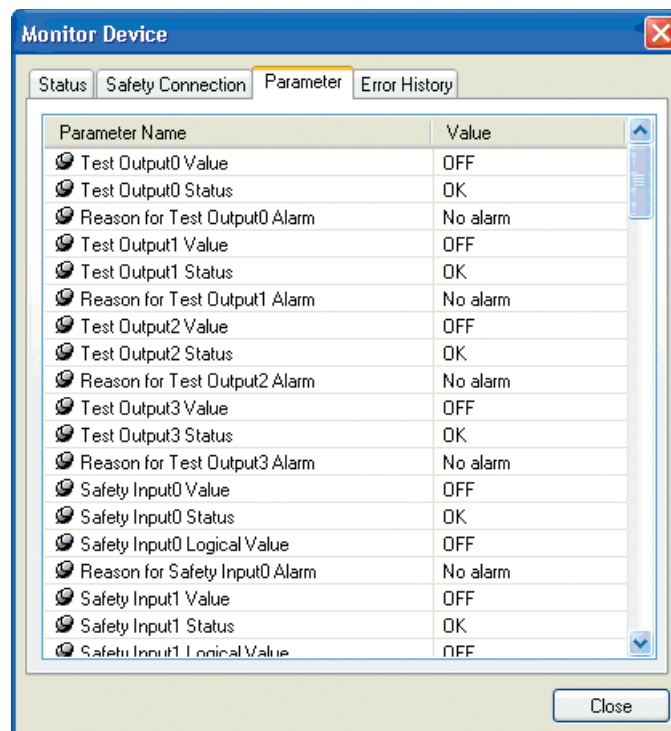 Monitor Device
Status Safety Connection Parameter Error History
Parameter Name Value
Test Output0 Value OFF
Test Output0 Status OK
Reason for Test Output0 Alarm No alarm
Test Output1 Value OFF
Test Output1 Status OK
Reason for Test Output1 Alarm No alarm
Test Output2 Value OFF
Test Output2 Status OK
Reason for Test Output2 Alarm No alarm
Test Output3 Value OFF
Test Output3 Status OK
Reason for Test Output3 Alarm No alarm
Safety Input0 Value OFF
Safety Input0 Status OK
Safety Input0 Logical Value OFF
Reason for Safety Input0 Alarm No alarm
Safety Input1 Value OFF
Safety Input1 Status OK
Safety Input1 Logical Value OFF
Close